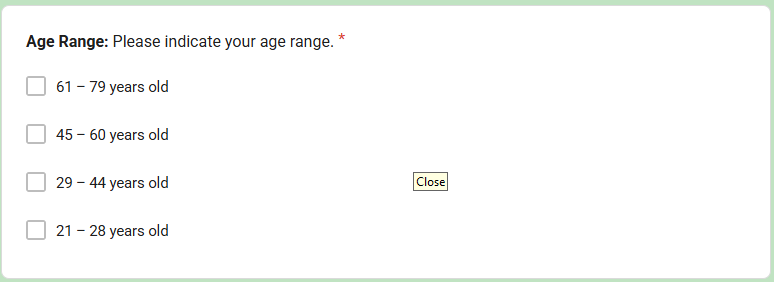 Age Range: Please indicate your age range. *
61 – 79 years old
45 – 60 years old
29 – 44 years old
Close
21 – 28 years old